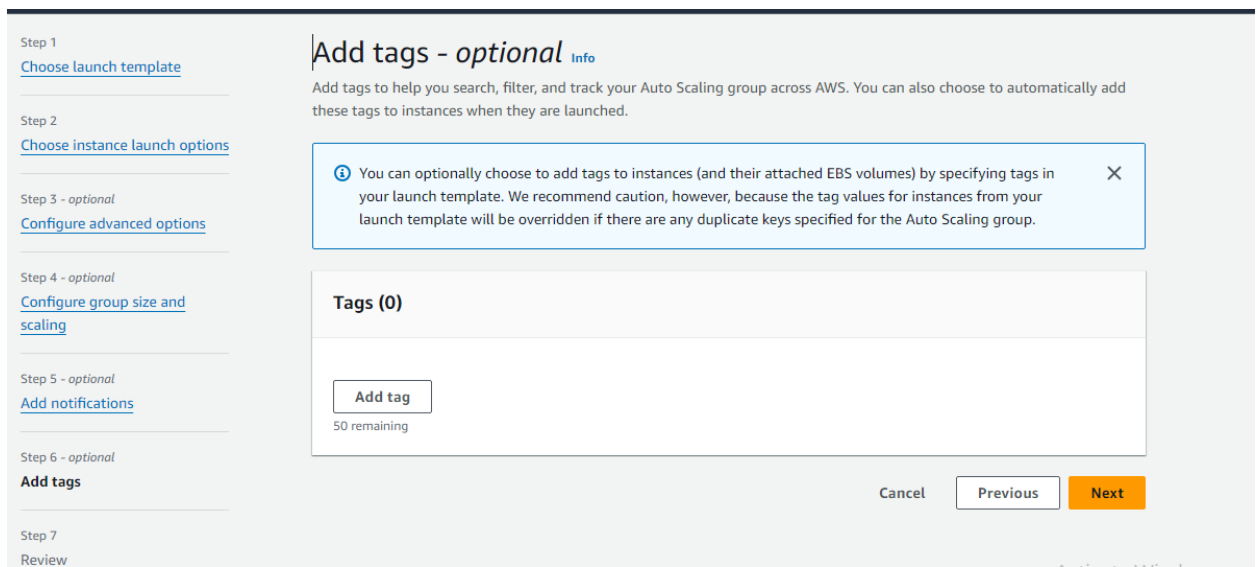 Step 1
Choose launch template
Step 2
Choose instance launch options
Step 3 - optional
Configure advanced options
Step 4 - optional
Configure group size and
scaling
Step 5 - optional
Add notifications
Step 6 - optional
Add tags
Step 7
Review
Add tags - optional Info
Add tags to help you search, filter, and track your Auto Scaling group across AWS. You can also choose to automatically add
these tags to instances when they are launched.
You can optionally choose to add tags to instances (and their attached EBS volumes) by specifying tags in
your launch template. We recommend caution, however, because the tag values for instances from your
launch template will be overridden if there are any duplicate keys specified for the Auto Scaling group.
Tags (0)
Add tag
50 remaining
Cancel
Previous
Next